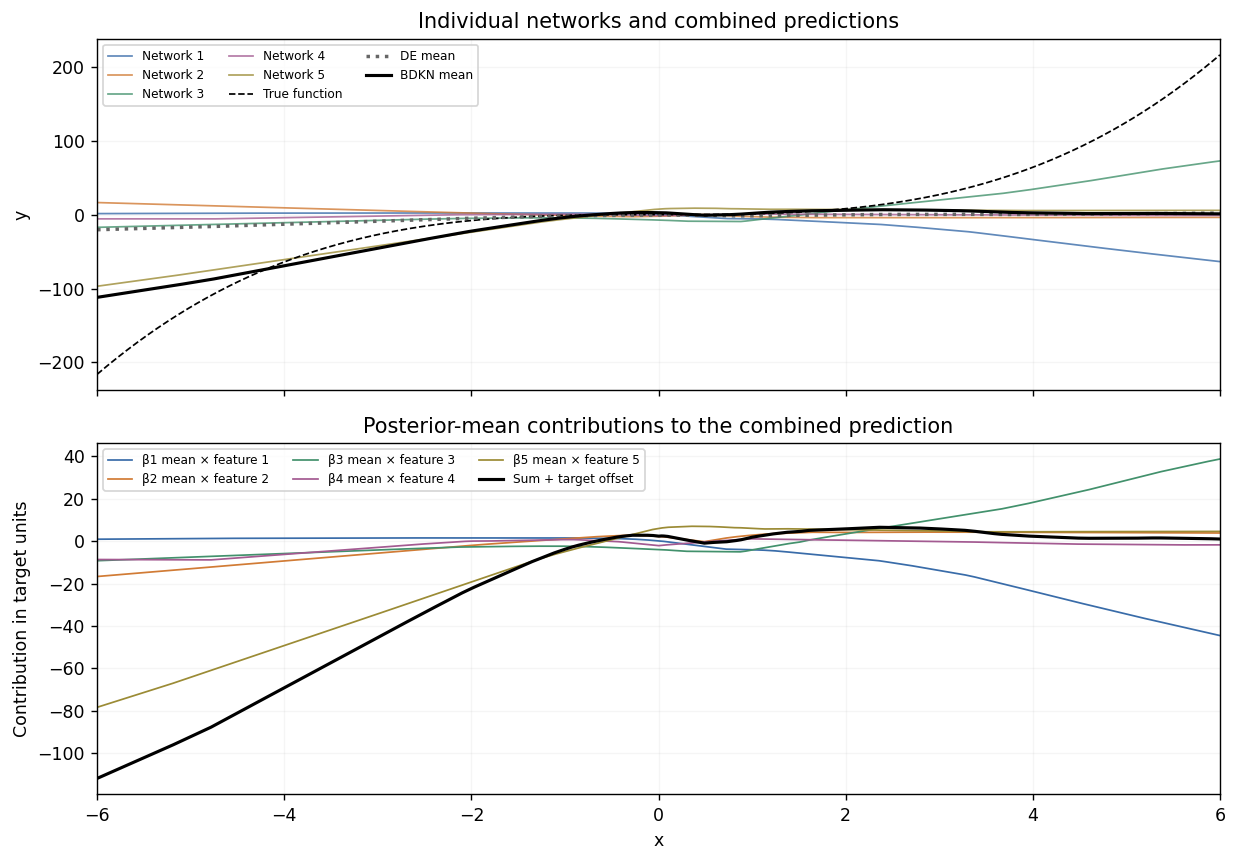 Individual networks and combined predictions
Network 1
Network 2
Network 3
Network 4
Network 5
True function
DE mean
BDKN mean
200
100
0
−100
−200
y
Posterior-mean contributions to the combined prediction
β1 mean × feature 1
β2 mean × feature 2
β3 mean × feature 3
β4 mean × feature 4
β5 mean × feature 5
Sum + target offset
40
20
0
−20
−40
−60
−80
−100
Contribution in target units
−6
−4
−2
0
2
4
6
x